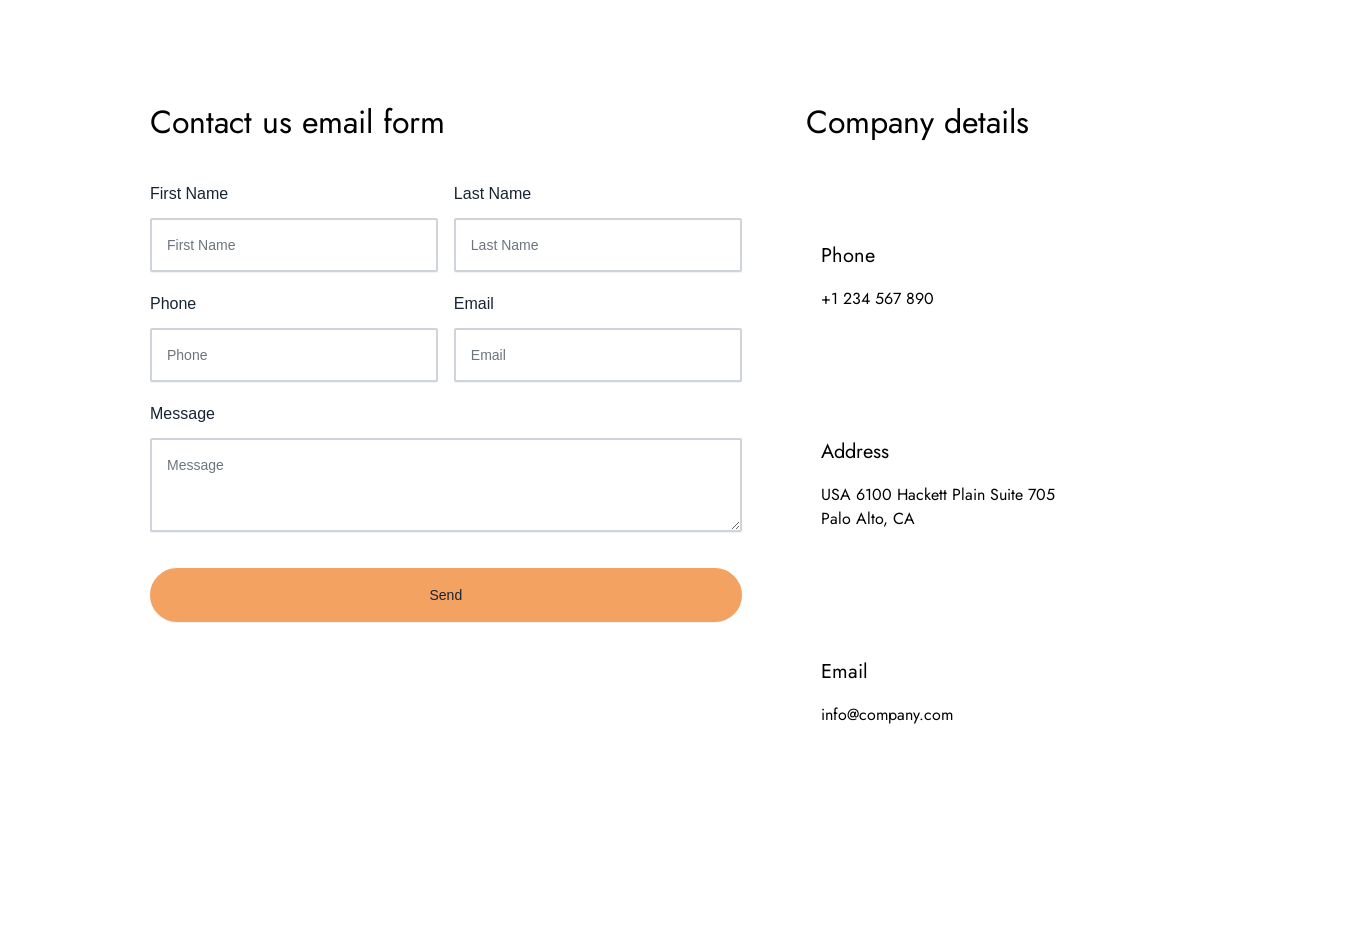 Contact us email form
First Name
Last Name
First Name
Last Name
Phone
Email
Phone
Email
Message
Message
Send
Company details
Phone
+1 234 567 890
Address
USA 6100 Hackett Plain Suite 705
Palo Alto, CA
Email
info@company.com